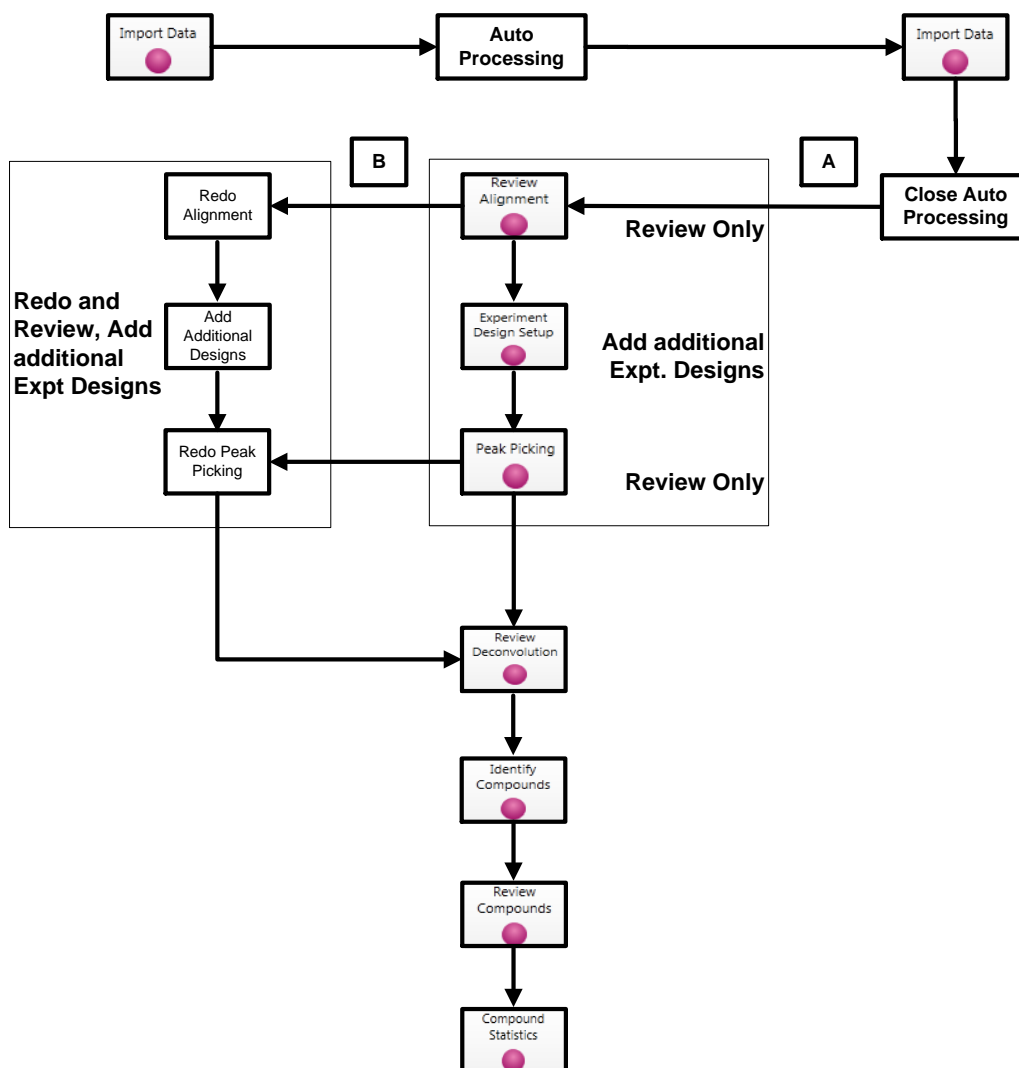 Import Data
Auto
Processing
Import Data
B
A
Close Auto
Processing
Redo
Alignment
Review
Alignment
Review Only
Redo and
Review, Add
additional
Expt Designs
Add
Additional
Designs
Experiment
Design Setup
Add additional
Expt. Designs
Redo Peak
Picking
Peak Picking
Review Only
Review
Deconvolution
Identify
Compounds
Review
Compounds
Compound
Statistics